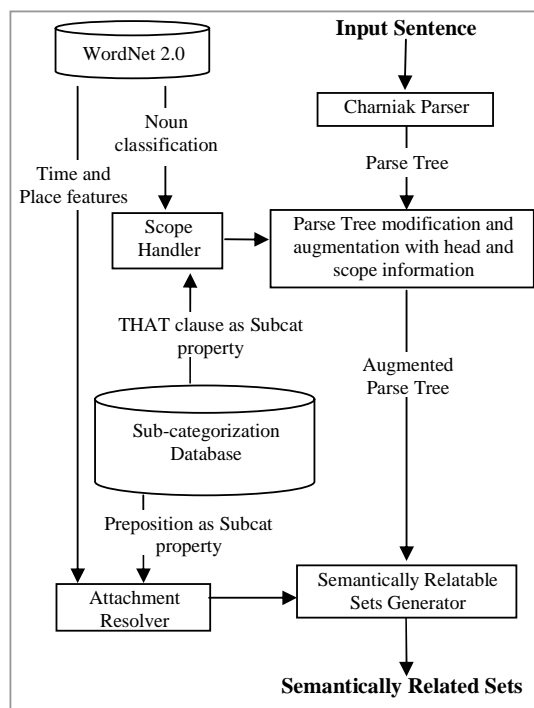 WordNet 2.0
Input Sentence
Charniak Parser
Noun
classification
Parse Tree
Time and
Place features
Scope
Handler
Parse Tree modification and
augmentation with head and
scope information
THAT clause as Subcat
property
Augmented
Parse Tree
Sub-categorization
Database
Preposition as Subcat
property
Attachment
Resolver
Semantically Relatable
Sets Generator
Semantically Related Sets